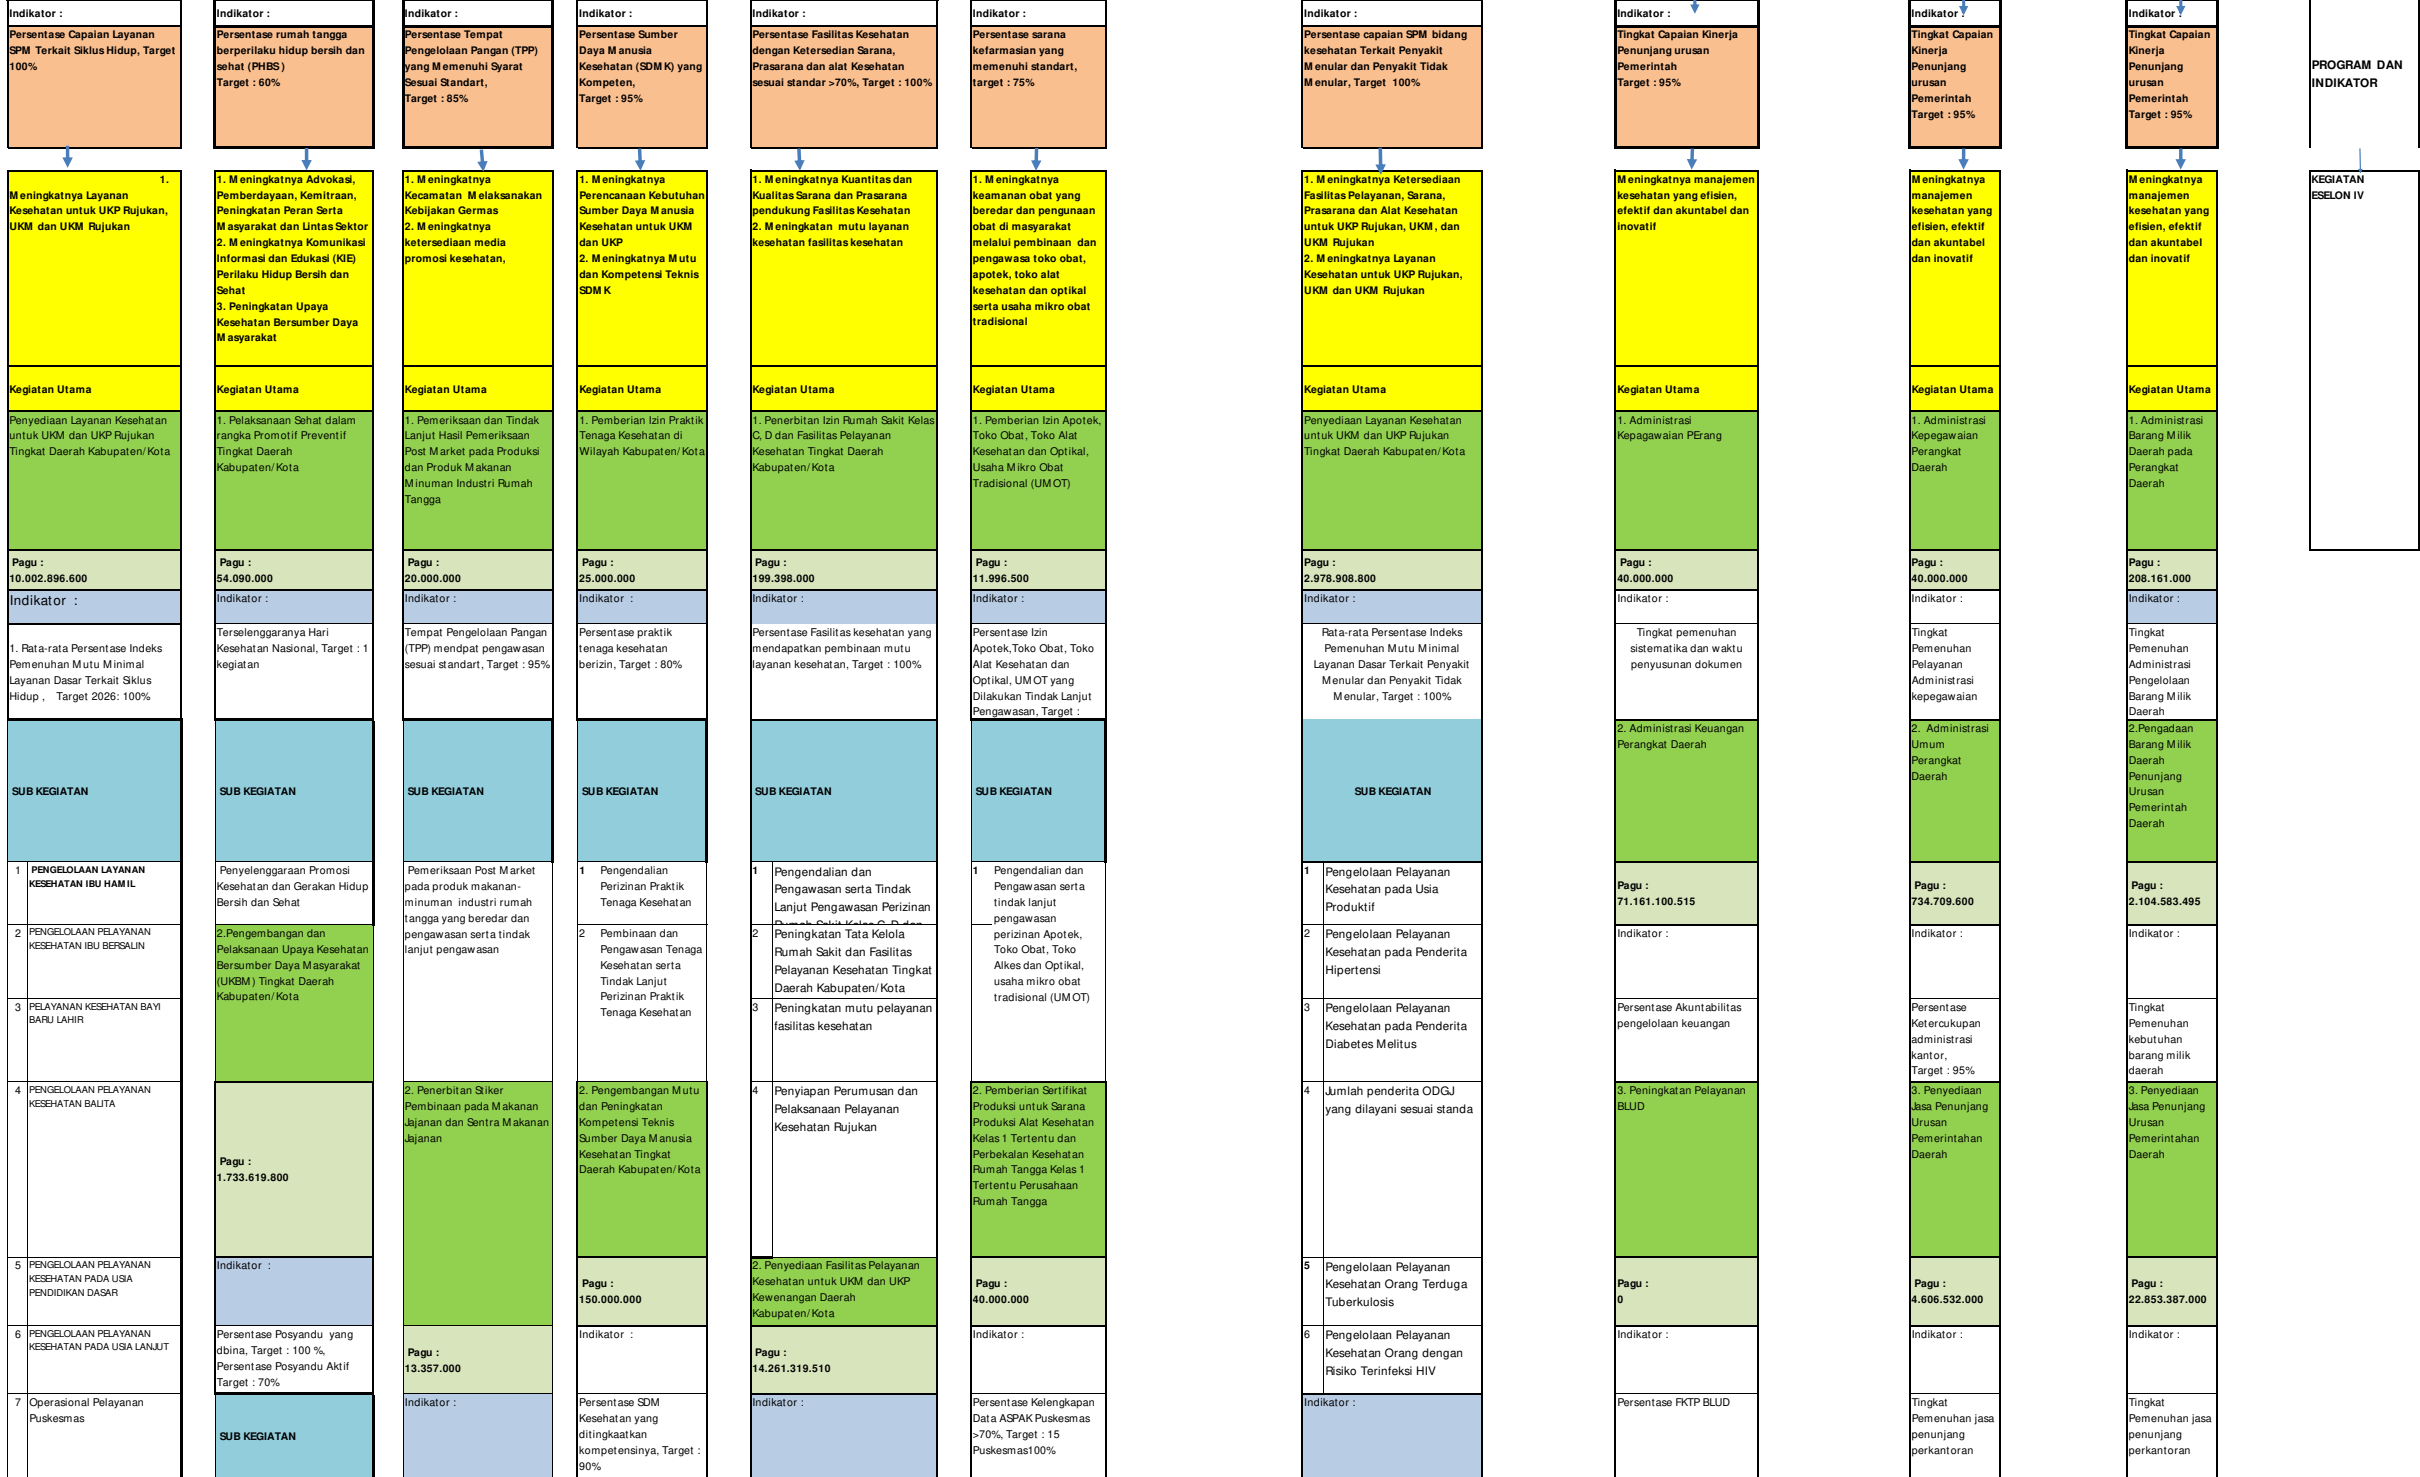 Indikator :
Persentase Capaian Layanan
SPM Terkait Siklus Hidup, Target
100%
1.
Meningkatnya Layanan
Kesehatan untuk UKP Rujukan,
UKM dan UKM Rujukan
Kegiatan Utama
Penyediaan Layanan Kesehatan
untuk UKM dan UKP Rujukan
Tingkat Daerah Kabupaten/Kota
Pagu :
10.002.896.600
Indikator :
1. Rata-rata Persentase Indeks
Pemenuhan Mutu Minimal
Layanan Dasar Terkait Siklus
Hidup , Target 2026: 100%
SUB KEGIATAN
1 PENGELOLAAN LAYANAN
KESEHATAN IBU HAMIL
2 PENGELOLAAN PELAYANAN
KESEHATAN IBU BERSALIN
3 PELAYANAN KESEHATAN BAYI
BARU LAHIR
4 PENGELOLAAN PELAYANAN
KESEHATAN BALITA
5 PENGELOLAAN PELAYANAN
KESEHATAN PADA USIA
PENDIDIKAN DASAR
6 PENGELOLAAN PELAYANAN
KESEHATAN PADA USIA LANJUT
7 Operasional Pelayanan
Puskesmas
Indikator :
Persentase rumah tangga
berperilaku hidup bersih dan
sehat (PHBS)
Target : 60%
1. Meningkatnya Advokasi,
Pemberdayaan, Kemitraan,
Peningkatan Peran Serta
Masyarakat dan Lintas Sektor
2. Meningkatnya Komunikasi
Informasi dan Edukasi (KIE)
Perilaku Hidup Bersih dan
Sehat
3. Peningkatan Upaya
Kesehatan Bersumber Daya
Masyarakat
Kegiatan Utama
1. Pelaksanaan Sehat dalam
rangka Promotif Preventif
Tingkat Daerah
Kabupaten/Kota
Pagu :
54.090.000
Indikator :
Terselenggaranya Hari
Kesehatan Nasional, Target : 1
kegiatan
SUB KEGIATAN
Penyelenggaraan Promosi
Kesehatan dan Gerakan Hidup
Bersih dan Sehat
2.Pengembangan dan
Pelaksanaan Upaya Kesehatan
Bersumber Daya Masyarakat
(UKBM) Tingkat Daerah
Kabupaten/Kota
Pagu :
1.733.619.800
Indikator :
Persentase Posyandu yang
dbina, Target : 100 %,
Persentase Posyandu Aktif
Target : 70%
SUB KEGIATAN
Indikator :
Persentase Tempat
Pengelolaan Pangan (TPP)
yang Memenuhi Syarat
Sesuai Standart,
Target : 85%
1. Meningkatnya
Kecamatan Melaksanakan
Kebijakan Germas
2. Meningkatnya
ketersediaan media
promosi kesehatan,
Kegiatan Utama
1. Pemeriksaan dan Tindak
Lanjut Hasil Pemeriksaan
Post Market pada Produksi
dan Produk Makanan
Minuman Industri Rumah
Tangga
Pagu :
20.000.000
Indikator :
Tempat Pengelolaan Pangan
(TPP) mendpat pengawasan
sesuai standart, Target : 95%
SUB KEGIATAN
Pemeriksaan Post Market
pada produk makanan-
minuman industri rumah
tangga yang beredar dan
pengawasan serta tindak
lanjut pengawasan
2. Penerbitan Stiker
Pembinaan pada Makanan
Jajanan dan Sentra Makanan
Jajanan
Pagu :
13.357.000
Indikator :
Indikator :
Persentase Sumber
Daya Manusia
Kesehatan (SDMK) yang
Kompeten,
Target : 95%
1. Meningkatnya
Perencanaan Kebutuhan
Sumber Daya Manusia
Kesehatan untuk UKM
dan UKP
2. Meningkatnya Mutu
dan Kompetensi Teknis
SDMK
Kegiatan Utama
1. Pemberian Izin Praktik
Tenaga Kesehatan di
Wilayah Kabupaten/Kota
Pagu :
25.000.000
Indikator :
Persentase praktik
tenaga kesehatan
berizin, Target : 80%
SUB KEGIATAN
1 Pengendalian
Perizinan Praktik
Tenaga Kesehatan
2 Pembinaan dan
Pengawasan Tenaga
Kesehatan serta
Tindak Lanjut
Perizinan Praktik
Tenaga Kesehatan
2. Pengembangan Mutu
dan Peningkatan
Kompetensi Teknis
Sumber Daya Manusia
Kesehatan Tingkat
Daerah Kabupaten/Kota
Pagu :
150.000.000
Indikator :
Persentase SDM
Kesehatan yang
ditingkaatkan
kompetensinya, Target :
90%
Indikator :
Persentase Fasilitas Kesehatan
dengan Ketersedian Sarana,
Prasarana dan alat Kesehatan
sesuai standar >70%, Target : 100%
1. Meningkatnya Kuantitas dan
Kualitas Sarana dan Prasarana
pendukung Fasilitas Kesehatan
2. Meningkatan mutu layanan
kesehatan fasilitas kesehatan
Kegiatan Utama
1. Penerbitan Izin Rumah Sakit Kelas
C, D dan Fasilitas Pelayanan
Kesehatan Tingkat Daerah
Kabupaten/Kota
Pagu :
199.398.000
Indikator :
Persentase Fasilitas kesehatan yang
mendapatkan pembinaan mutu
layanan kesehatan, Target : 100%
SUB KEGIATAN
1 Pengendalian dan
Pengawasan serta Tindak
Lanjut Pengawasan Perizinan
Rumah Sakit Kelas C, D dan
2 Peningkatan Tata Kelola
Rumah Sakit dan Fasilitas
Pelayanan Kesehatan Tingkat
Daerah Kabupaten/Kota
3 Peningkatan mutu pelayanan
fasilitas kesehatan
4 Penyiapan Perumusan dan
Pelaksanaan Pelayanan
Kesehatan Rujukan
2. Penyediaan Fasilitas Pelayanan
Kesehatan untuk UKM dan UKP
Kewenangan Daerah
Kabupaten/Kota
Pagu :
14.261.319.510
Indikator :
Indikator :
Persentase sarana
kefarmasian yang
memenuhi standart,
target : 75%
1. Meningkatnya
keamanan obat yang
beredar dan pengunaan
obat di masyarakat
melalui pembinaan dan
pengawasa toko obat,
apotek, toko alat
kesehatan dan optikal
serta usaha mikro obat
tradisional
Kegiatan Utama
1. Pemberian Izin Apotek,
Toko Obat, Toko Alat
Kesehatan dan Optikal,
Usaha Mikro Obat
Tradisional (UMOT)
Pagu :
11.996.500
Indikator :
Persentase Izin
Apotek,Toko Obat, Toko
Alat Kesehatan dan
Optikal, UMOT yang
Dilakukan Tindak Lanjut
Pengawasan, Target :
SUB KEGIATAN
1 Pengendalian dan
Pengawasan serta
tindak lanjut
pengawasan
perizinan Apotek,
Toko Obat, Toko
Alkes dan Optikal,
usaha mikro obat
tradisional (UMOT)
2. Pemberian Sertifikat
Produksi untuk Sarana
Produksi Alat Kesehatan
Kelas 1 Tertentu dan
Perbekalan Kesehatan
Rumah Tangga Kelas 1
Tertentu Perusahaan
Rumah Tangga
Pagu :
40.000.000
Indikator :
Persentase Kelengkapan
Data ASPAK Puskesmas
>70%, Target : 15
Puskesmas100%
Indikator :
Persentase capaian SPM bidang
kesehatan Terkait Penyakit
Menular dan Penyakit Tidak
Menular, Target 100%
1. Meningkatnya Ketersediaan
Fasilitas Pelayanan, Sarana,
Prasarana dan Alat Kesehatan
untuk UKP Rujukan, UKM, dan
UKM Rujukan
2. Meningkatnya Layanan
Kesehatan untuk UKP Rujukan,
UKM dan UKM Rujukan
Kegiatan Utama
Penyediaan Layanan Kesehatan
untuk UKM dan UKP Rujukan
Tingkat Daerah Kabupaten/Kota
Pagu :
2.978.908.800
Indikator :
Rata-rata Persentase Indeks
Pemenuhan Mutu Minimal
Layanan Dasar Terkait Penyakit
Menular dan Penyakit Tidak
Menular, Target : 100%
SUB KEGIATAN
1 Pengelolaan Pelayanan
Kesehatan pada Usia
Produktif
2 Pengelolaan Pelayanan
Kesehatan pada Penderita
Hipertensi
3 Pengelolaan Pelayanan
Kesehatan pada Penderita
Diabetes Melitus
4 Jumlah penderita ODGJ
yang dilayani sesuai standa
5 Pengelolaan Pelayanan
Kesehatan Orang Terduga
Tuberkulosis
6 Pengelolaan Pelayanan
Kesehatan Orang dengan
Risiko Terinfeksi HIV
Indikator :
Indikator :
Tingkat Capaian Kinerja
Penunjang urusan
Pemerintah
Target : 95%
Meningkatnya manajemen
kesehatan yang efisien,
efektif dan akuntabel dan
inovatif
Kegiatan Utama
1. Administrasi
Kepagawaian PErang
Pagu :
40.000.000
Indikator :
Tingkat pemenuhan
sistematika dan waktu
penyusunan dokumen
2. Administrasi Keuangan
Perangkat Daerah
Pagu :
71.161.100.515
Indikator :
Persentase Akuntabilitas
pengelolaan keuangan
3. Peningkatan Pelayanan
BLUD
Pagu :
0
Indikator :
Persentase FKTP BLUD
Indikator :
Tingkat Capaian
Kinerja
Penunjang
urusan
Pemerintah
Target : 95%
Meningkatnya
manajemen
kesehatan yang
efisien, efektif
dan akuntabel
dan inovatif
Kegiatan Utama
1. Administrasi
Kepegawaian
Perangkat
Daerah
Pagu :
40.000.000
Indikator :
Tingkat
Pemenuhan
Pelayanan
Administrasi
kepegawaian
2. Administrasi
Umum
Perangkat
Daerah
Pagu :
734.709.600
Indikator :
Persentase
Ketercukupan
administrasi
kantor,
Target : 95%
3. Penyediaan
Jasa Penunjang
Urusan
Pemerintahan
Daerah
Pagu :
4.606.532.000
Indikator :
Tingkat
Pemenuhan jasa
penunjang
perkantoran
Indikator :
Tingkat Capaian
Kinerja
Penunjang
urusan
Pemerintah
Target : 95%
Meningkatnya
manajemen
kesehatan yang
efisien, efektif
dan akuntabel
dan inovatif
Kegiatan Utama
1. Administrasi
Barang Milik
Daerah pada
Perangkat
Daerah
Pagu :
208.161.000
Indikator :
Tingkat
Pemenuhan
Administrasi
Pengelolaan
Barang Milik
Daerah
2.Pengadaan
Barang Milik
Daerah
Penunjang
Urusan
Pemerintah
Daerah
Pagu :
2.104.583.495
Indikator :
Tingkat
Pemenuhan
kebutuhan
barang milik
daerah
3. Penyediaan
Jasa Penunjang
Urusan
Pemerintahan
Daerah
Pagu :
22.853.387.000
Indikator :
Tingkat
Pemenuhan jasa
penunjang
perkantoran
PROGRAM DAN
INDIKATOR
KEGIATAN
ESELON IV